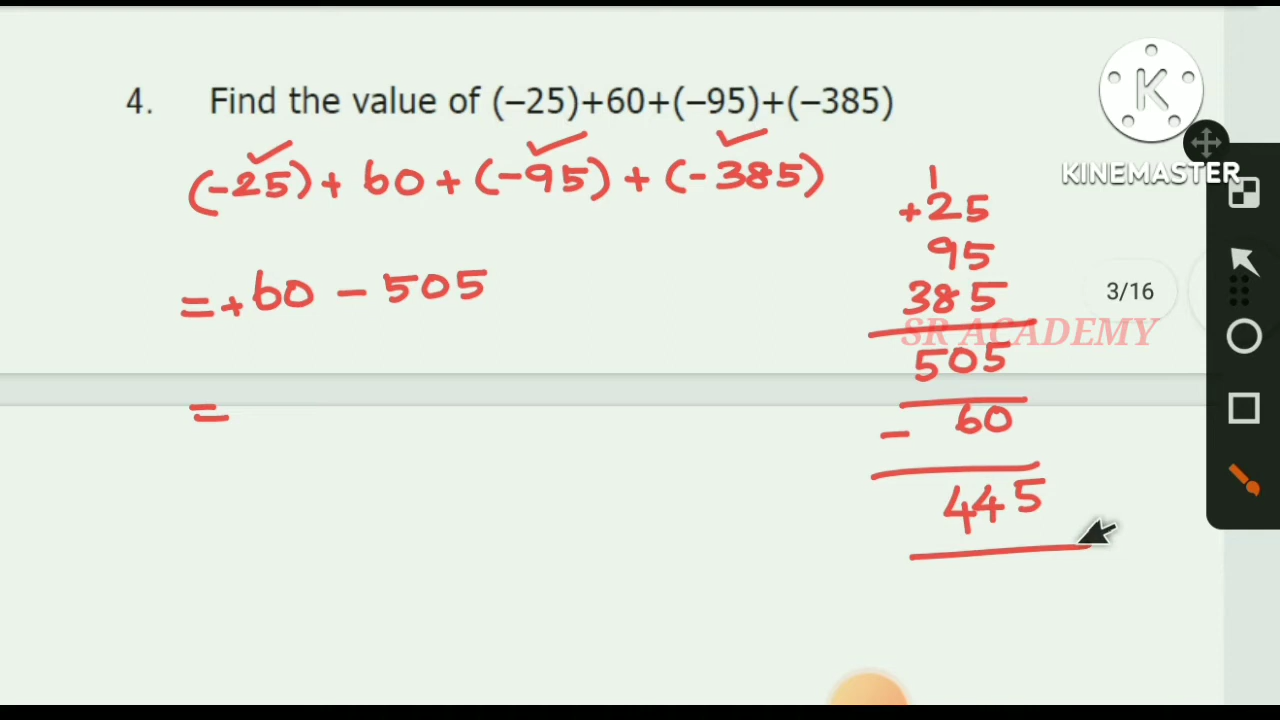 4. Find the value of (–25)+60+(–95)+(–385)
(-25) + 60 + (-95) + (-385)
= +60 - 505
=
1
+25
95
385
505
- 60
445
KINEMASTER
3/16
SR ACADEMY